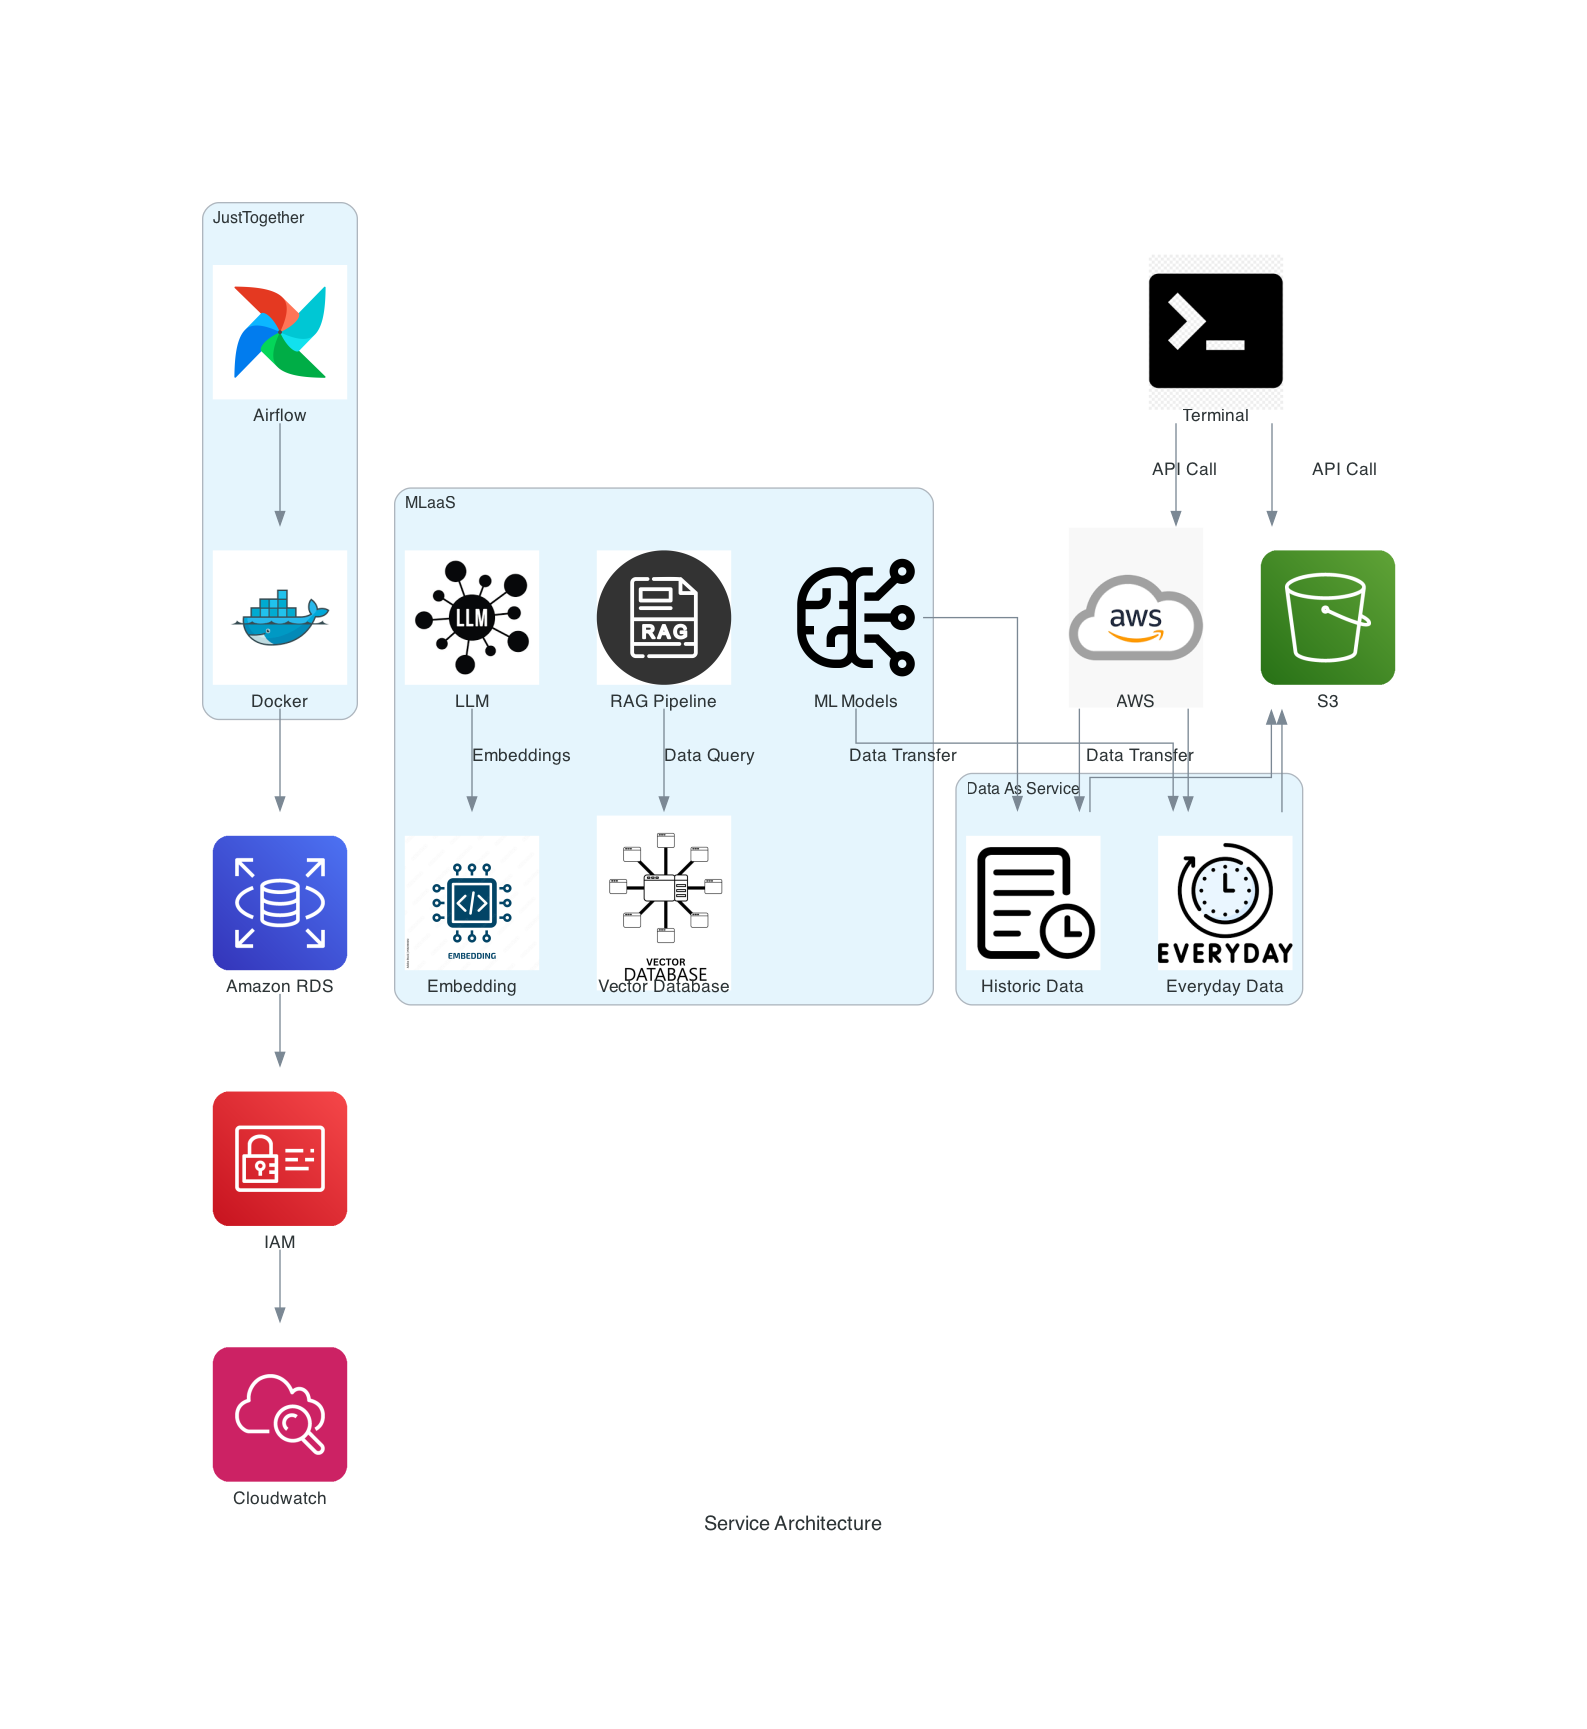 JustTogether
Airflow
Terminal
API Call
API Call
MLaaS
LLM
RAG
aws
Docker
LLM
RAG Pipeline
ML Models
AWS
S3
Embeddings
Data Query
Data Transfer
Data Transfer
Data As Service
EMBEDDING
VECTOR
DATABASE
EVERYDAY
Amazon RDS
Embedding
Vector Database
Historic Data
Everyday Data
IAM
Cloudwatch
Service Architecture